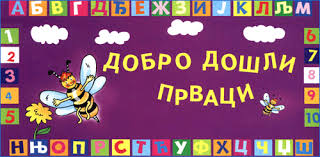 А Б В Г Д Ђ Е Ж З И Ј К Л Љ М
1 6
2 7
3 8
4 9
5 10
ДОБРО ДОШЛИ
ПРВАЦИ
Н Њ О П Р С Т Ћ У Ф Х Ц Ч Џ Ш